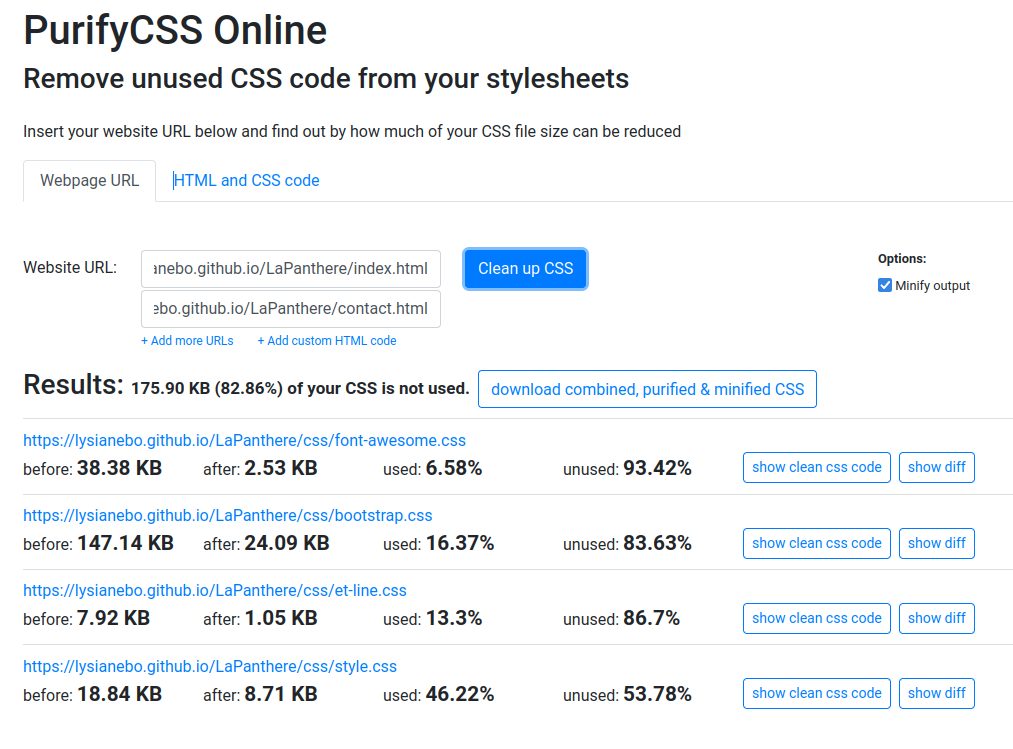 PurifyCSS Online
Remove unused CSS code from your stylesheets
Insert your website URL below and find out by how much of your CSS file size can be reduced
Webpage URL HTML and CSS code
Website URL: anebo.github.io/LaPanthere/index.html Clean up CSS Options:
Minify output
ebo.github.io/LaPanthere/contact.html
+ Add more URLs + Add custom HTML code
Results: 175.90 KB (82.86%) of your CSS is not used. download combined, purified & minified CSS
https://lysianebo.github.io/LaPanthere/css/font-awesome.css
before: 38.38 KB after: 2.53 KB used: 6.58% unused: 93.42% show clean css code show diff
https://lysianebo.github.io/LaPanthere/css/bootstrap.css
before: 147.14 KB after: 24.09 KB used: 16.37% unused: 83.63% show clean css code show diff
https://lysianebo.github.io/LaPanthere/css/et-line.css
before: 7.92 KB after: 1.05 KB used: 13.3% unused: 86.7% show clean css code show diff
https://lysianebo.github.io/LaPanthere/css/style.css
before: 18.84 KB after: 8.71 KB used: 46.22% unused: 53.78% show clean css code show diff